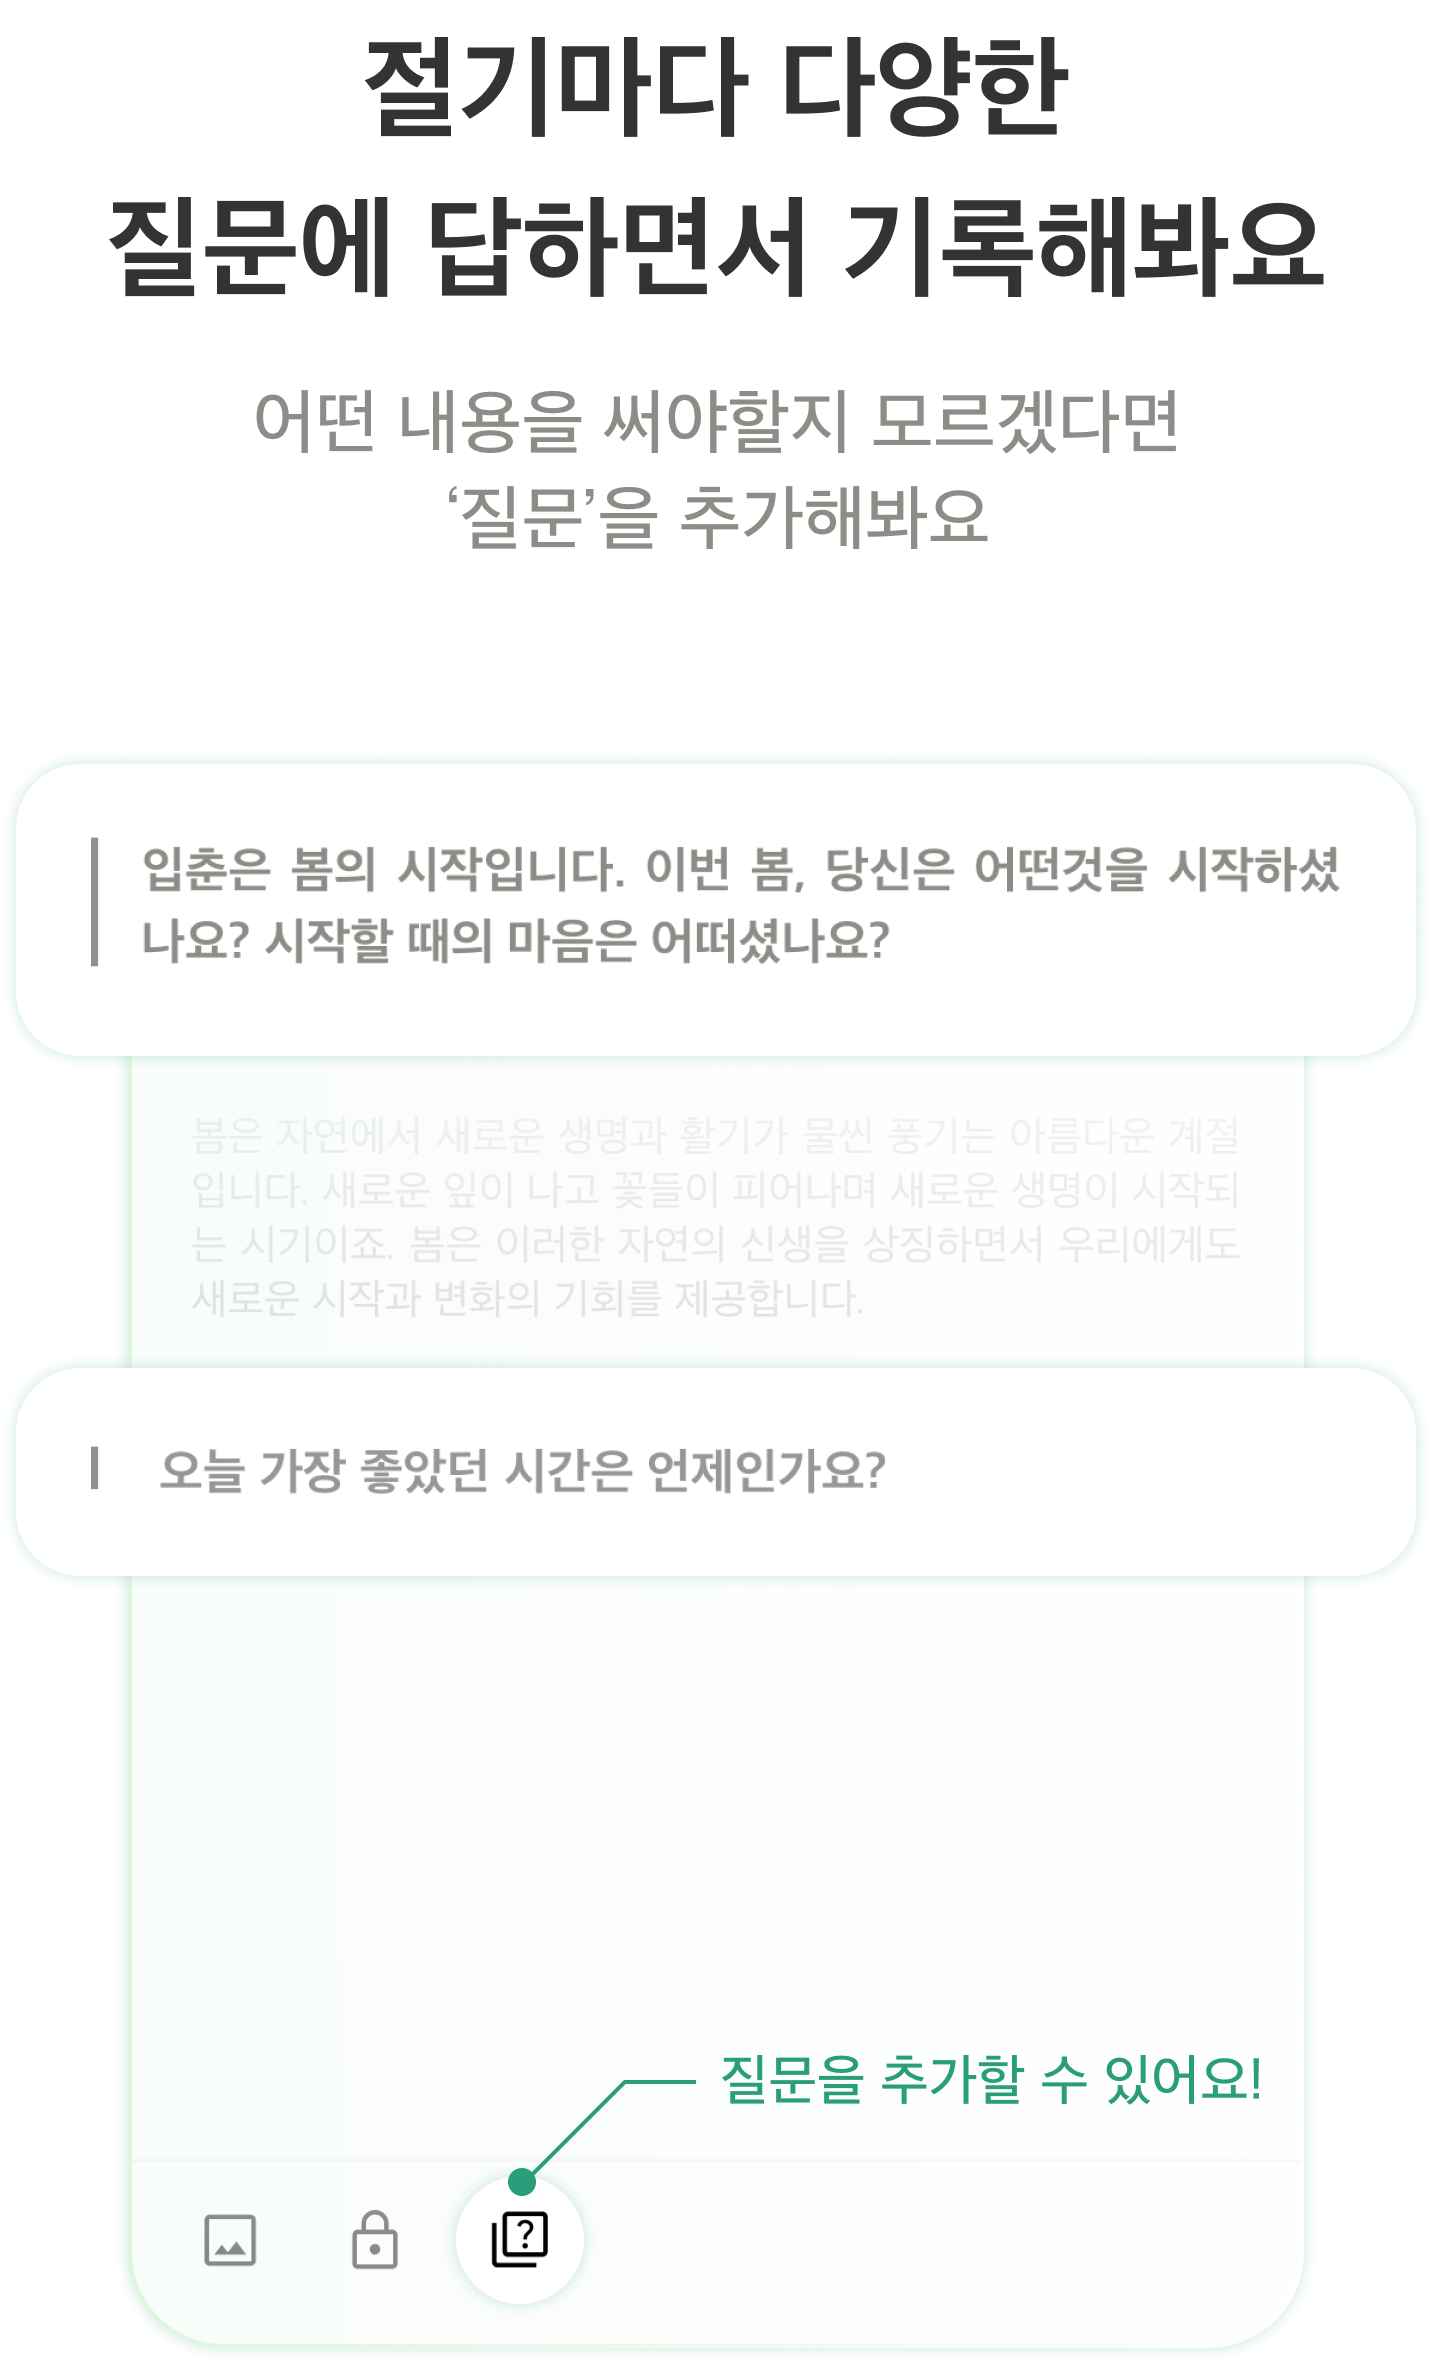 절기마다 다양한
질문에 답하면서 기록해봐요
어떤 내용을 써야할지 모르겠다면
‘질문’을 추가해봐요
입춘은 봄의 시작입니다. 이번 봄, 당신은 어떤것을 시작하셨
나요? 시작할 때의 마음은 어떠셨나요?
봄은 자연에서 새로운 생명과 활기가 물씬 풍기는 아름다운 계절
입니다. 새로운 잎이 나고 꽃들이 피어나며 새로운 생명이 시작되
는 시기이죠. 봄은 이러한 자연의 신생을 상징하면서 우리에게도
새로운 시작과 변화의 기회를 제공합니다.
오늘 가장 좋았던 시간은 언제인가요?
질문을 추가할 수 있어요!